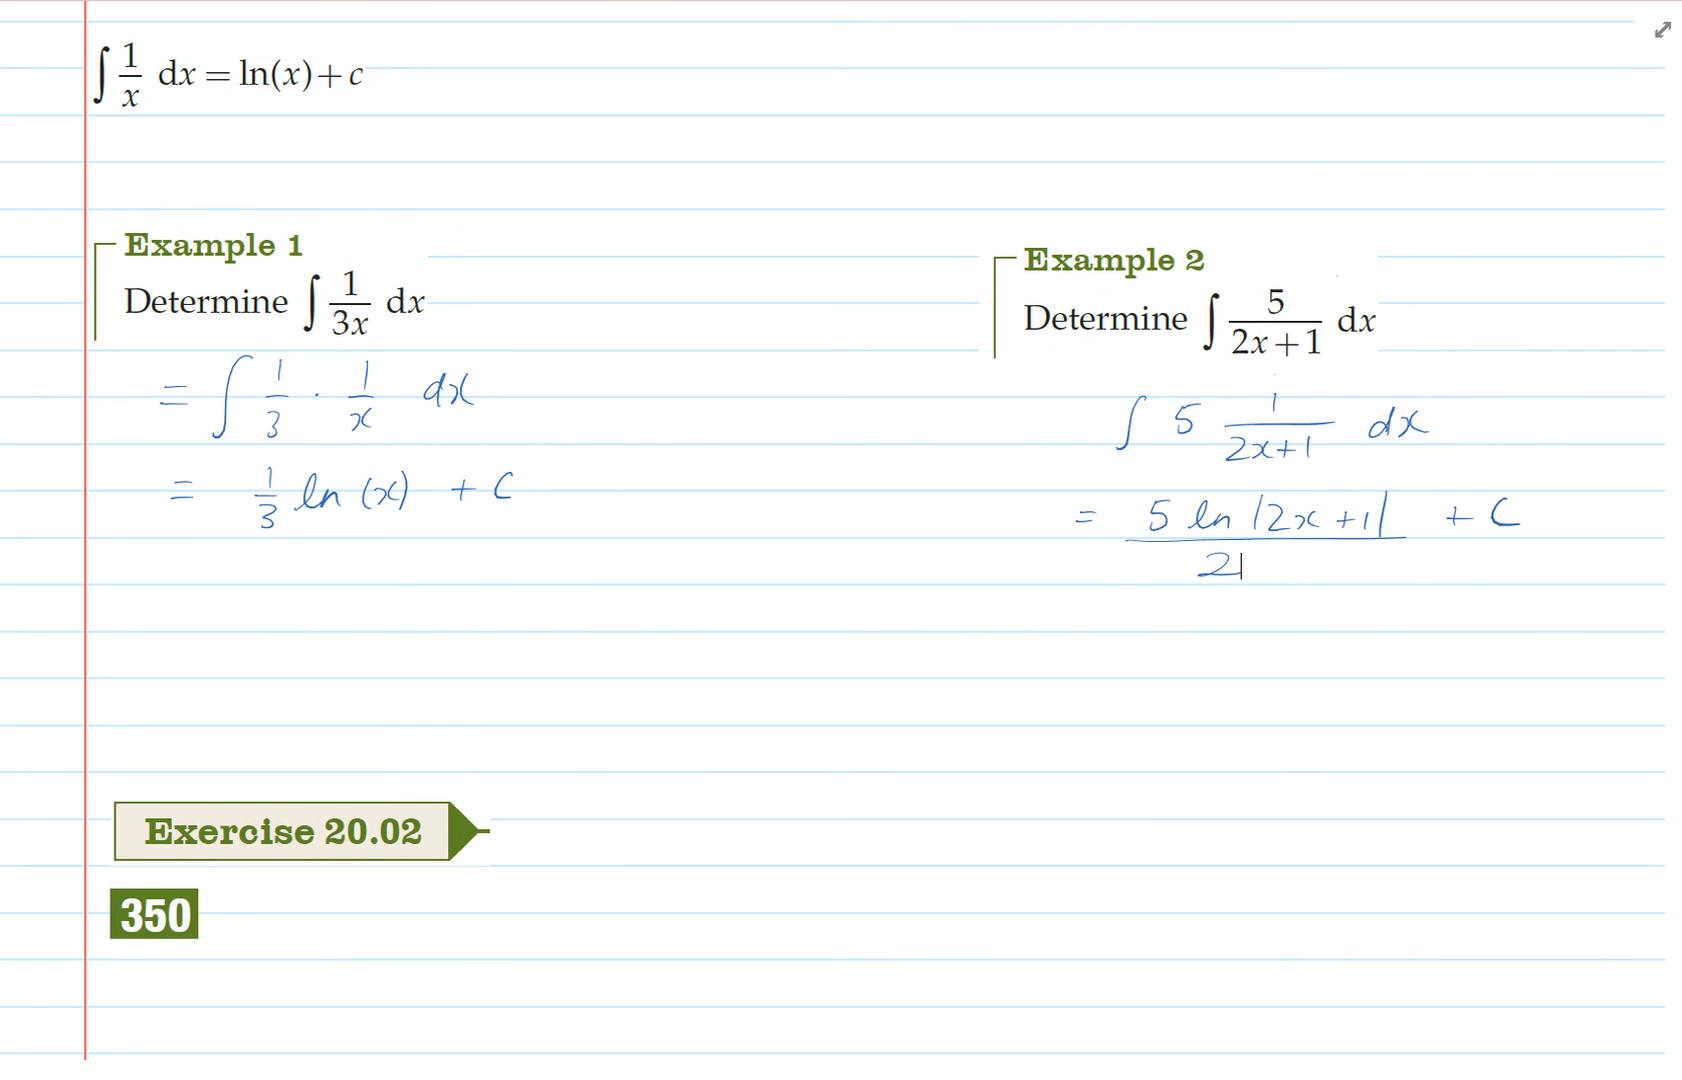 ∫ 1/x dx = ln(x) + c
Example 1
Determine ∫ 1/3x dx
= ∫ 1/3 · 1/x dx
= 1/3 ln (x) + C
Example 2
Determine ∫ 5/(2x+1) dx
∫ 5 1/(2x+1) dx
= 5 ln |2x+1| / 2 + C
Exercise 20.02
350